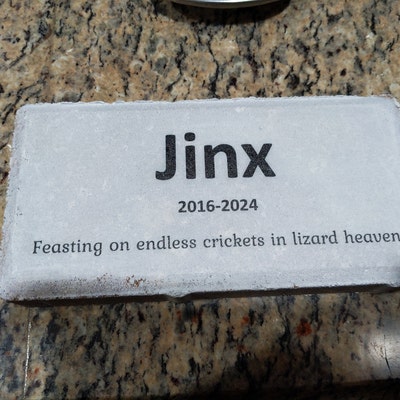 Jinx
2016-2024
Feasting on endless crickets in lizard heaven